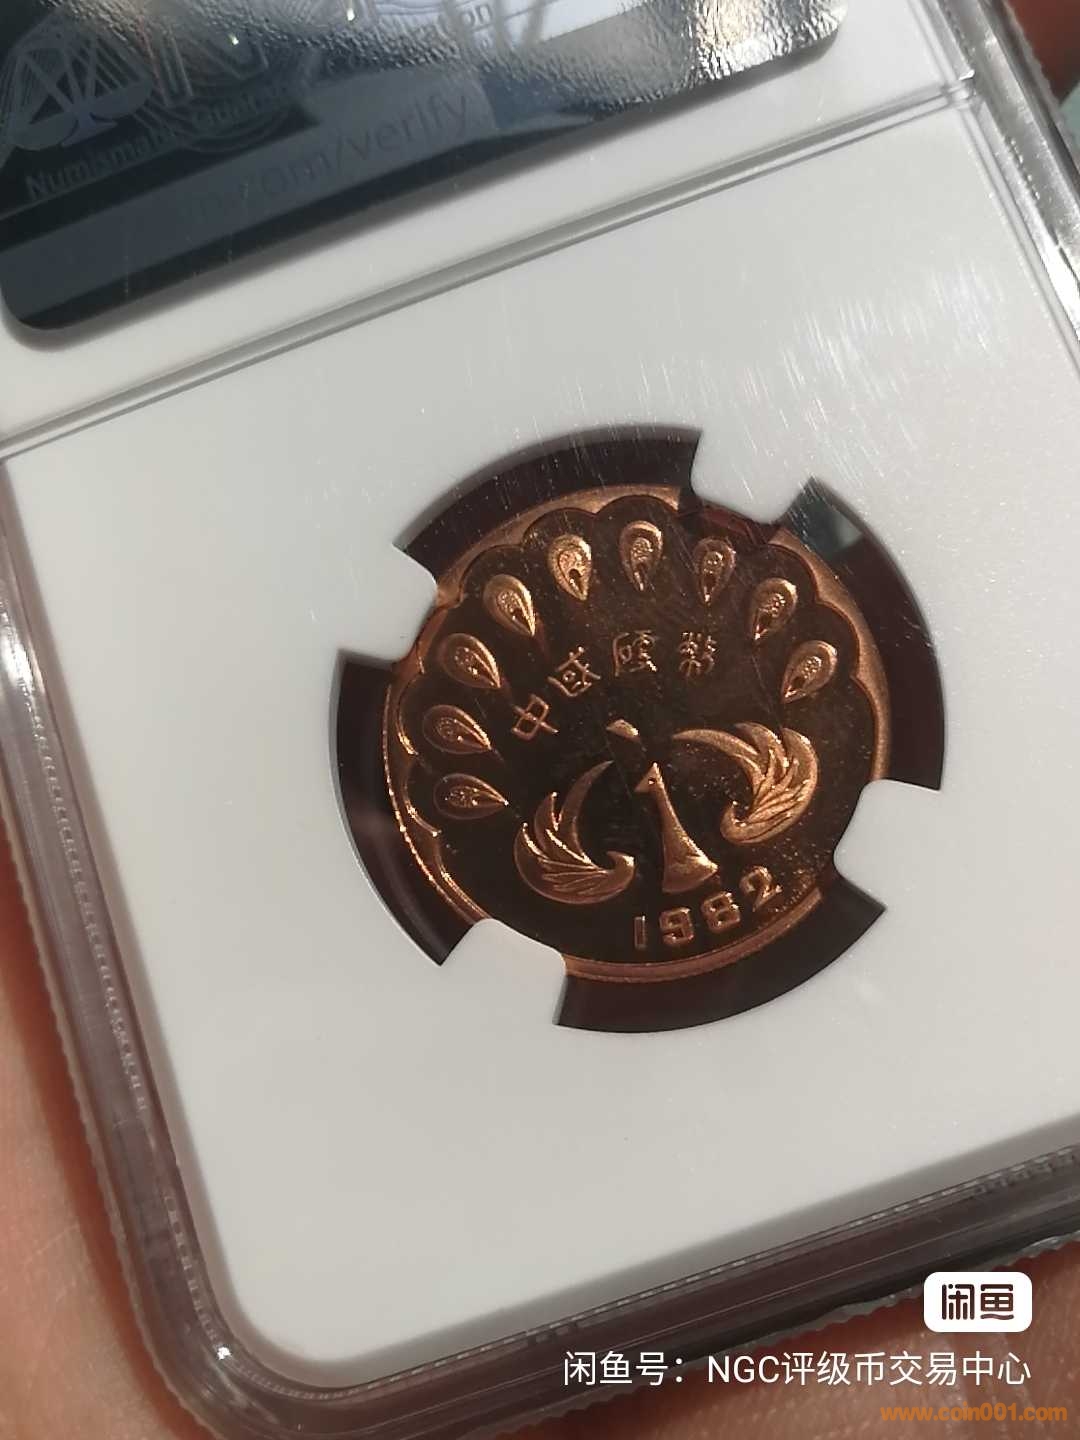 verify
中国硬币
1982
闲鱼
闲鱼号：NGC评级币交易中心
www.coin001.com